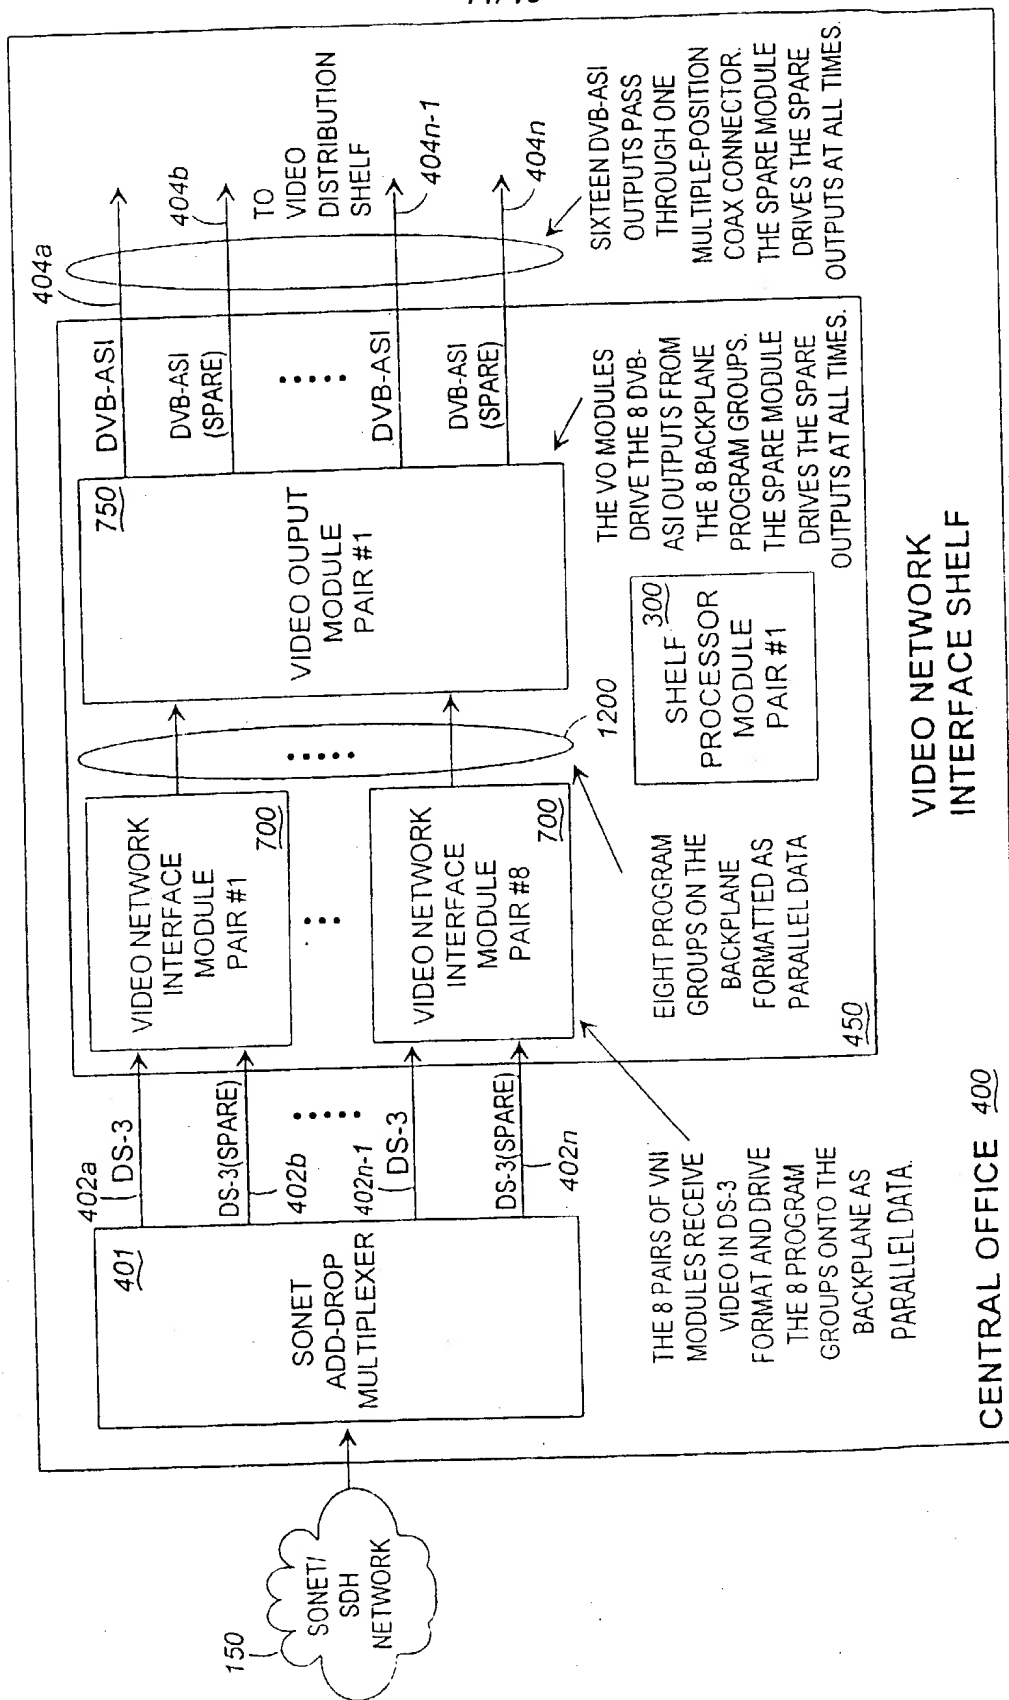 150
SONET/
SDH
NETWORK
401
SONET
ADD-DROP
MULTIPLEXER
402a
DS-3
DS-3(SPARE)
402b
402n-1
DS-3
DS-3(SPARE)
402n
VIDEO NETWORK
INTERFACE
MODULE
PAIR #1
700
VIDEO NETWORK
INTERFACE
MODULE
PAIR #8
700
1200
750
VIDEO OUPUT
MODULE
PAIR #1
SHELF
PROCESSOR
MODULE
PAIR #1
300
404a
DVB-ASI
DVB-ASI
(SPARE)
404b
TO
VIDEO
DISTRIBUTION
SHELF
DVB-ASI
404n-1
DVB-ASI
(SPARE)
404n
THE 8 PAIRS OF VNI
MODULES RECEIVE
VIDEO IN DS-3
FORMAT AND DRIVE
THE 8 PROGRAM
GROUPS ONTO THE
BACKPLANE AS
PARALLEL DATA.
EIGHT PROGRAM
GROUPS ON THE
BACKPLANE
FORMATTED AS
PARALLEL DATA
THE VO MODULES
DRIVE THE 8 DVB-
ASI OUTPUTS FROM
THE 8 BACKPLANE
PROGRAM GROUPS.
THE SPARE MODULE
DRIVES THE SPARE
OUTPUTS AT ALL TIMES.
SIXTEEN DVB-ASI
OUTPUTS PASS
THROUGH ONE
MULTIPLE-POSITION
COAX CONNECTOR.
THE SPARE MODULE
DRIVES THE SPARE
OUTPUTS AT ALL TIMES.
450
VIDEO NETWORK
INTERFACE SHELF
CENTRAL OFFICE 400